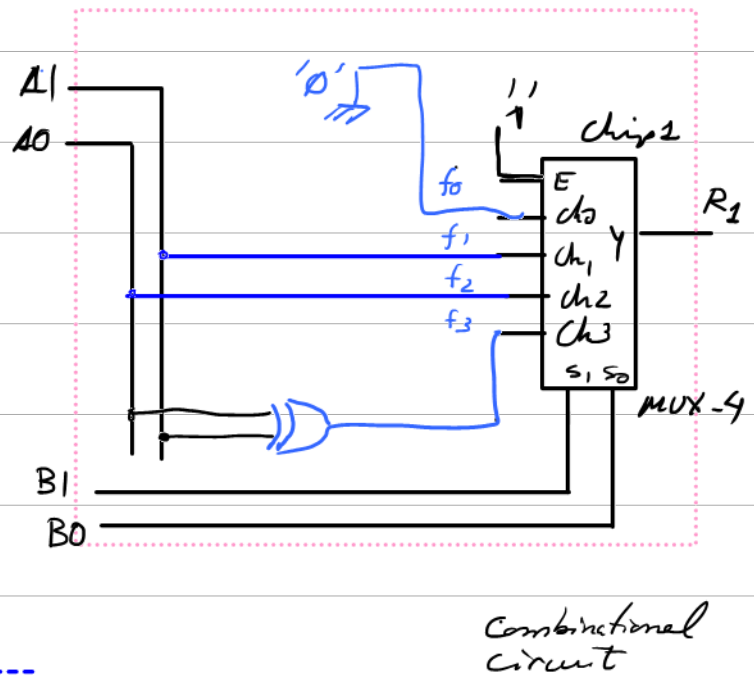 A1
A0
'0'
'1'
Chip1
f0
f1
f2
f3
E
ch0
ch1
ch2
ch3
Y
R1
S1 S0
MUX-4
B1
B0
Combinational
circuit